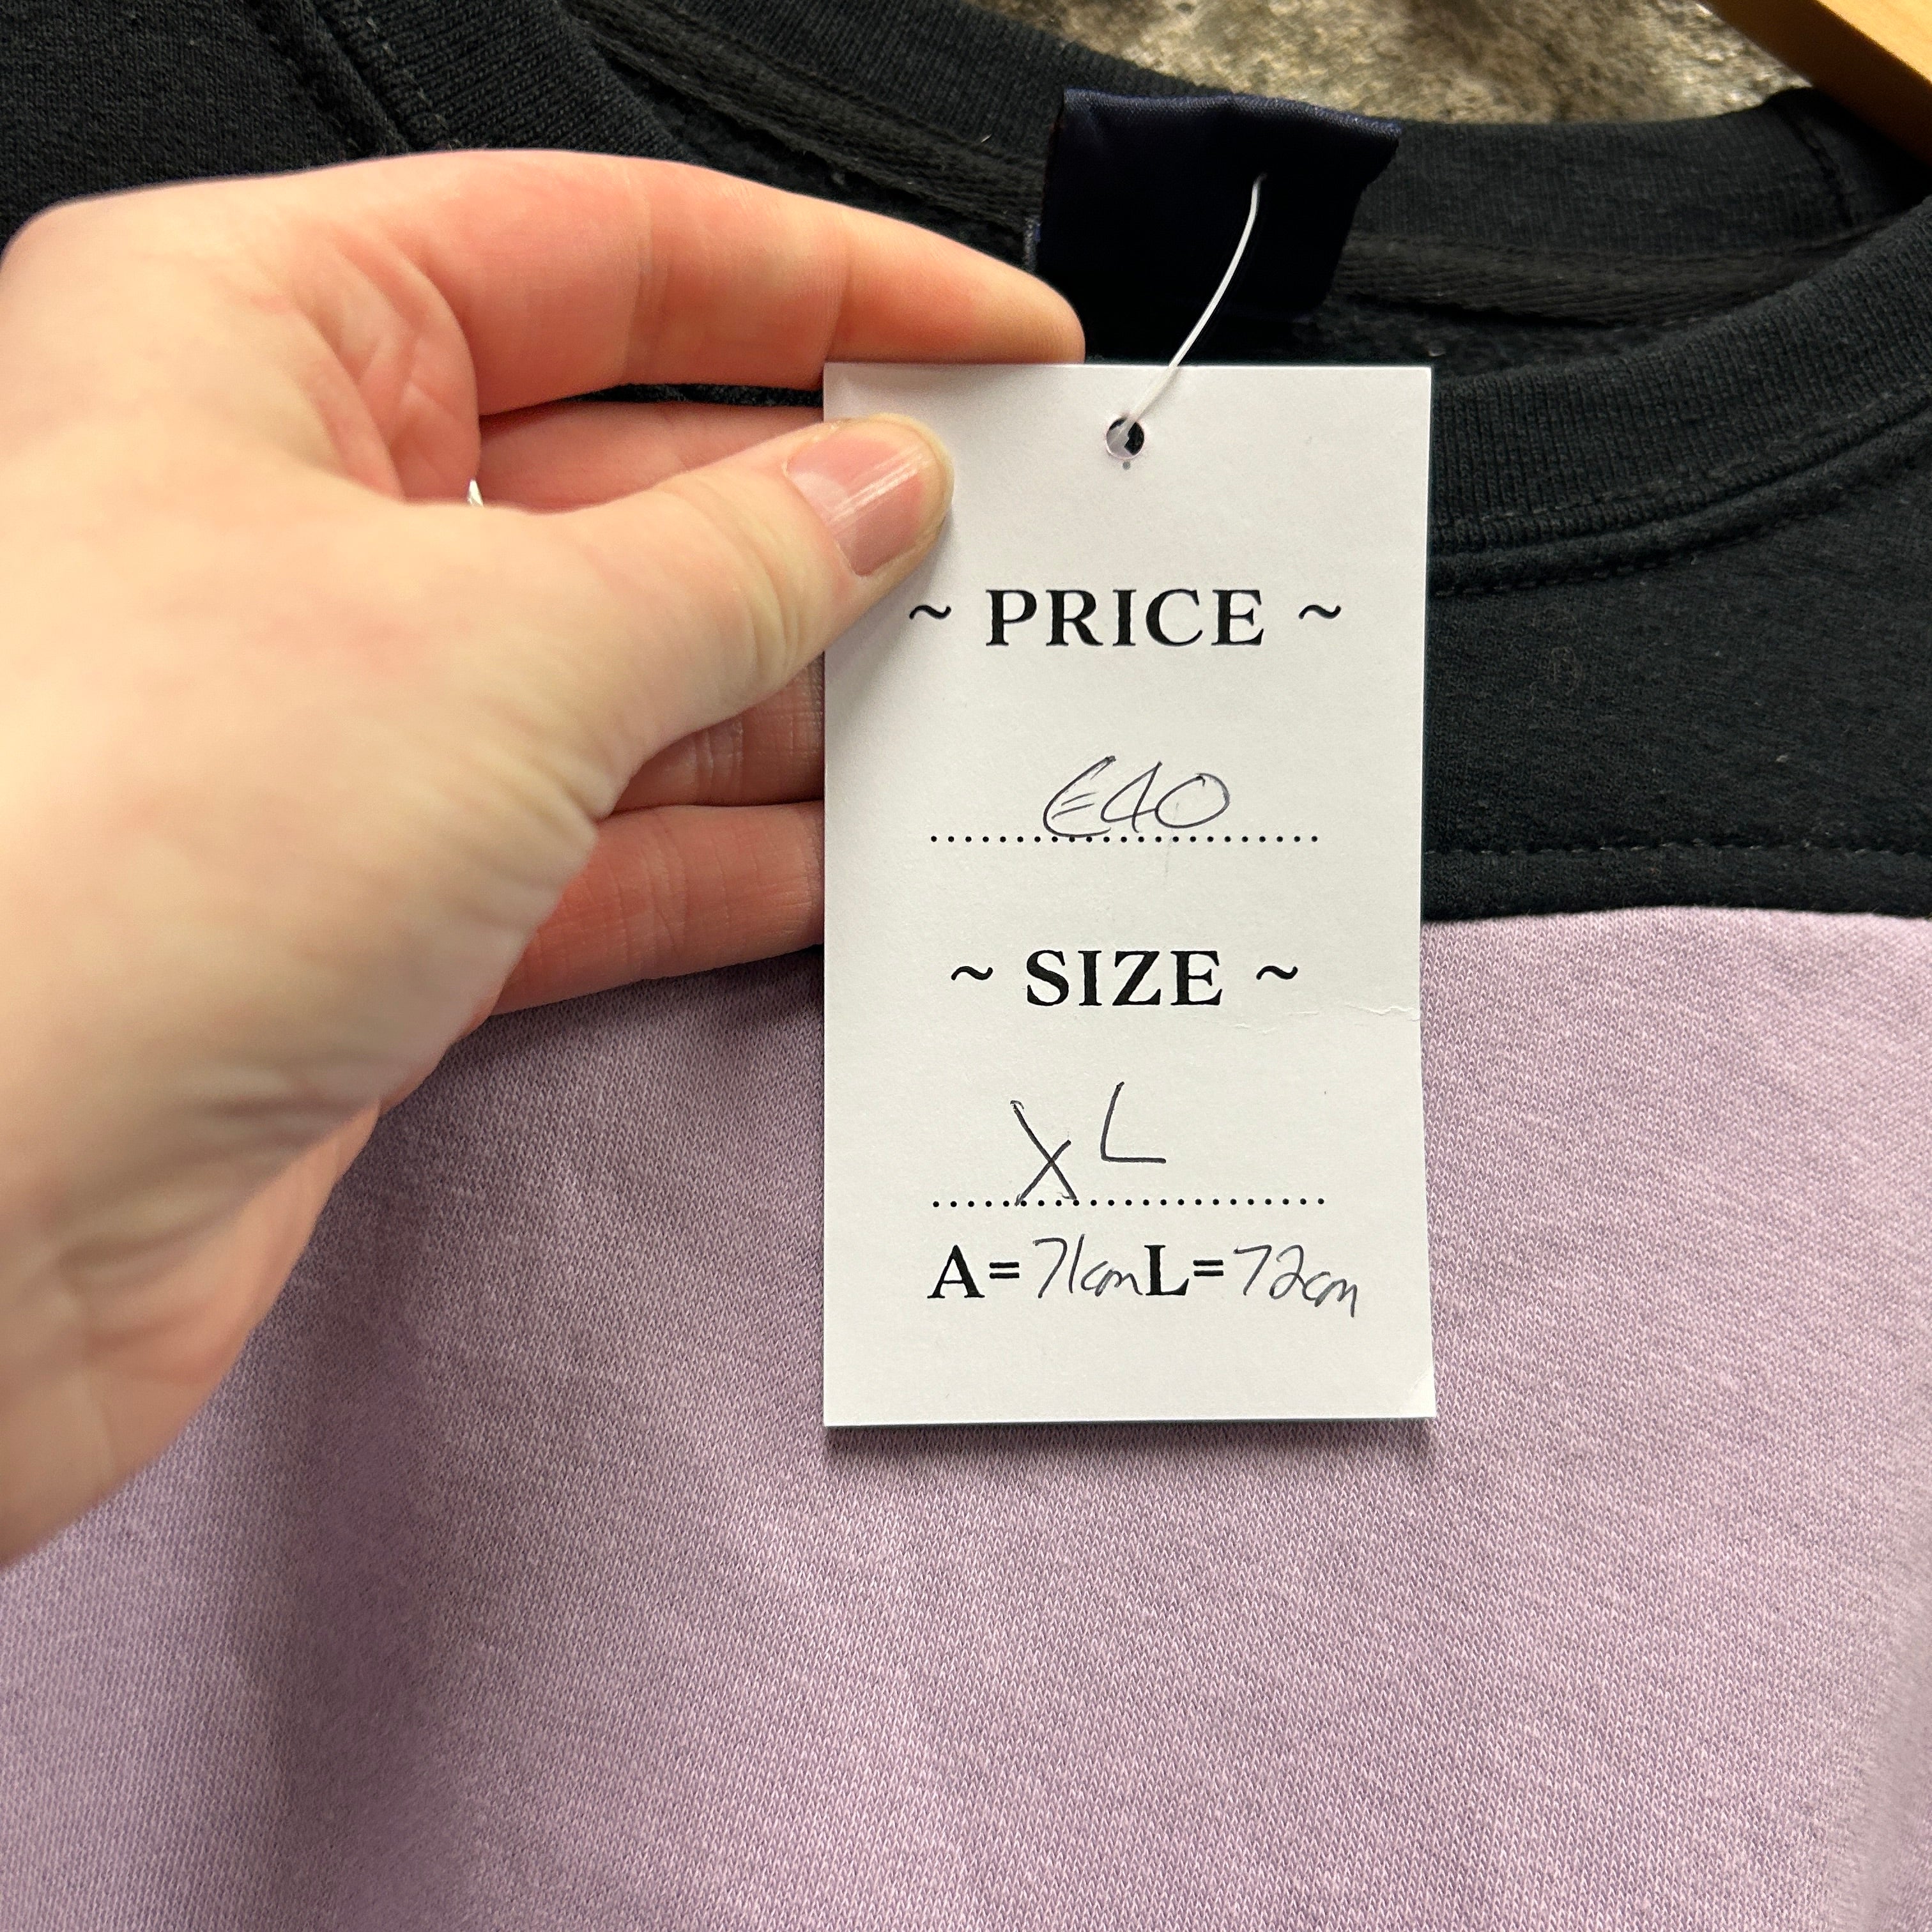 ~ PRICE ~
€40
~ SIZE ~
XL
A=71cm L=72cm